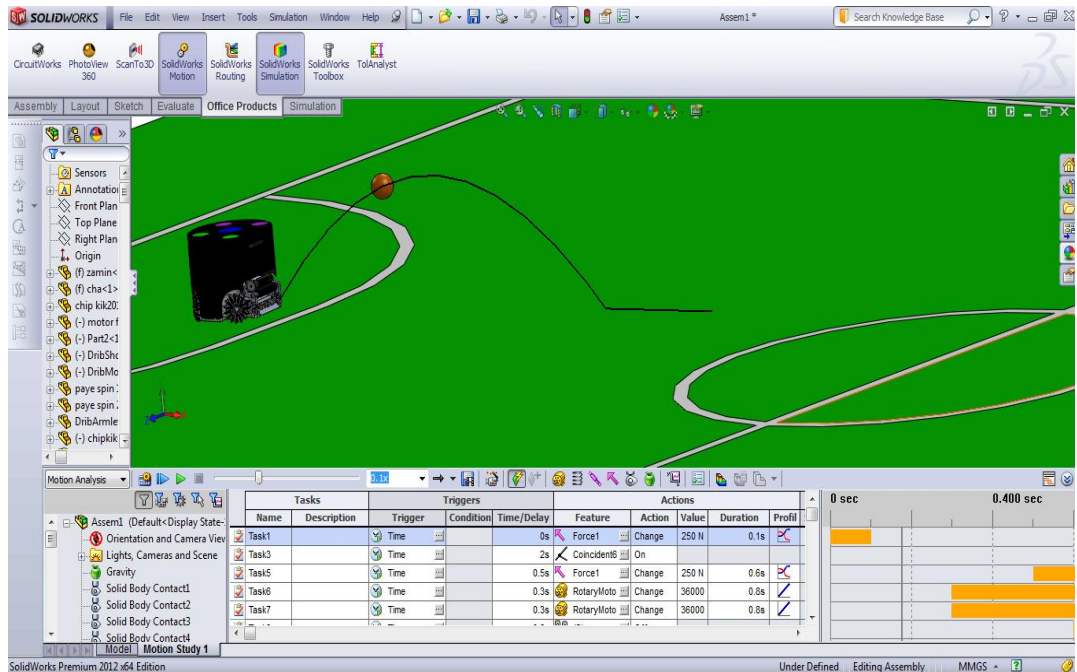 SOLIDWORKS File Edit View Insert Tools Simulation Window Help Assem1 * Search Knowledge Base
CircuitWorks PhotoView 360 ScanTo3D SolidWorks Motion SolidWorks Routing SolidWorks Simulation SolidWorks Toolbox TolAnalyst
Assembly Layout Sketch Evaluate Office Products Simulation
Sensors
Annotation
Front Plan
Top Plane
Right Plan
Origin
(f) zamin<
(f) cha<1>
chip kik20
(-) motor f
(-) Part2<1
(-) DribSho
(-) DribMo
paye spin
paye spin
DribArmle
(-) chipkik
Motion Analysis 0.1x
Tasks Triggers Actions 0 sec 0.400 sec
Name Description Trigger Condition Time/Delay Feature Action Value Duration Profil
Assem1 (Default<Display State-
Task1 Time 0s Force1 Change 250 N 0.1s
Orientation and Camera View
Task3 Time 2s Coincident6 On
Lights, Cameras and Scene
Task5 Time 0.5s Force1 Change 250 N 0.6s
Gravity
Task6 Time 0.3s RotaryMoto Change 36000 0.8s
Solid Body Contact1
Task7 Time 0.3s RotaryMoto Change 36000 0.8s
Solid Body Contact2
Solid Body Contact3
Solid Body Contact4
Model Motion Study 1
SolidWorks Premium 2012 x64 Edition Under Defined Editing Assembly MMGS